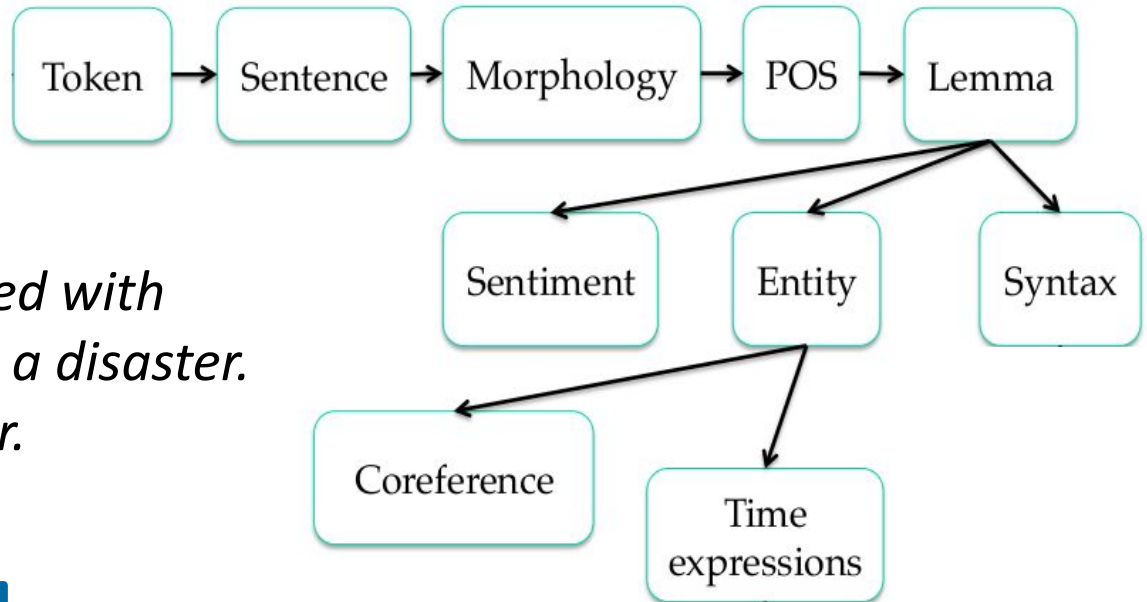 Token
Sentence
Morphology
POS
Lemma
Sentiment
Entity
Syntax
ed with
a disaster.
r.
Coreference
Time
expressions